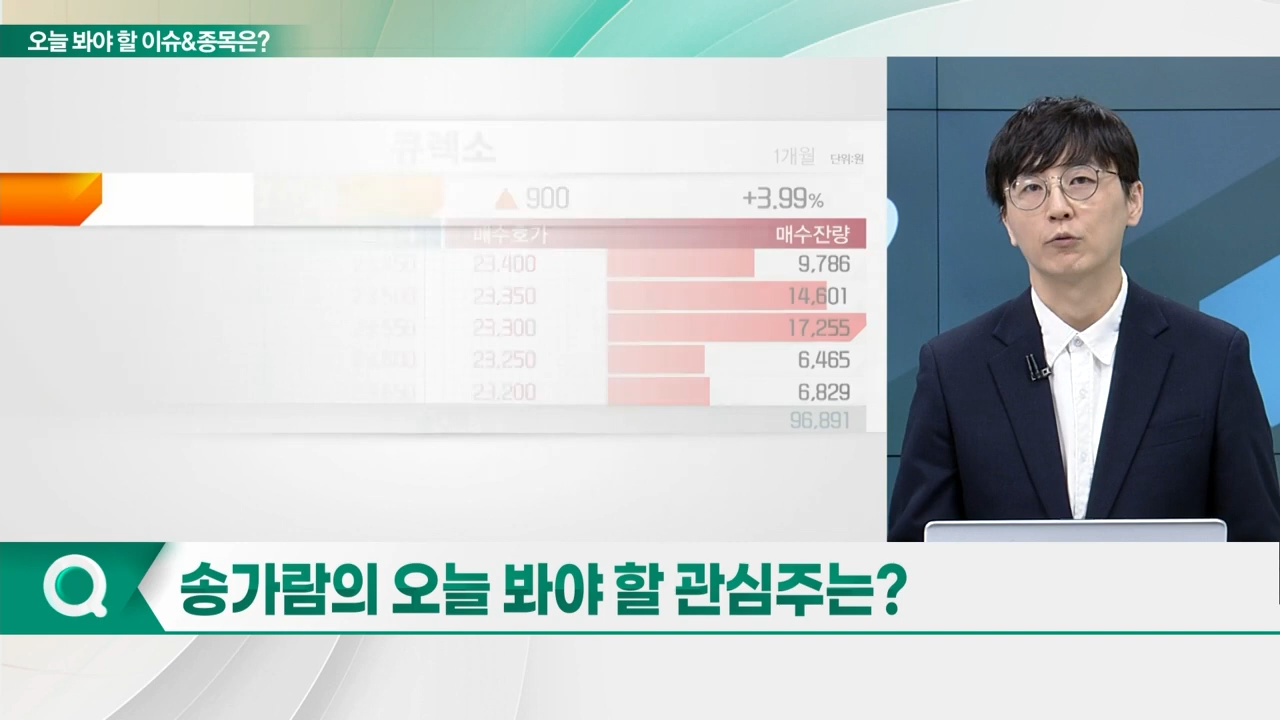 오늘 봐야 할 이슈&종목은?
큐렉소
1개월 단위:원
▲ 900 +3.99%
매수호가 매수잔량
23,400 9,786
23,350 14,601
23,300 17,255
23,250 6,465
23,200 6,829
96,891
송가람의 오늘 봐야 할 관심주는?